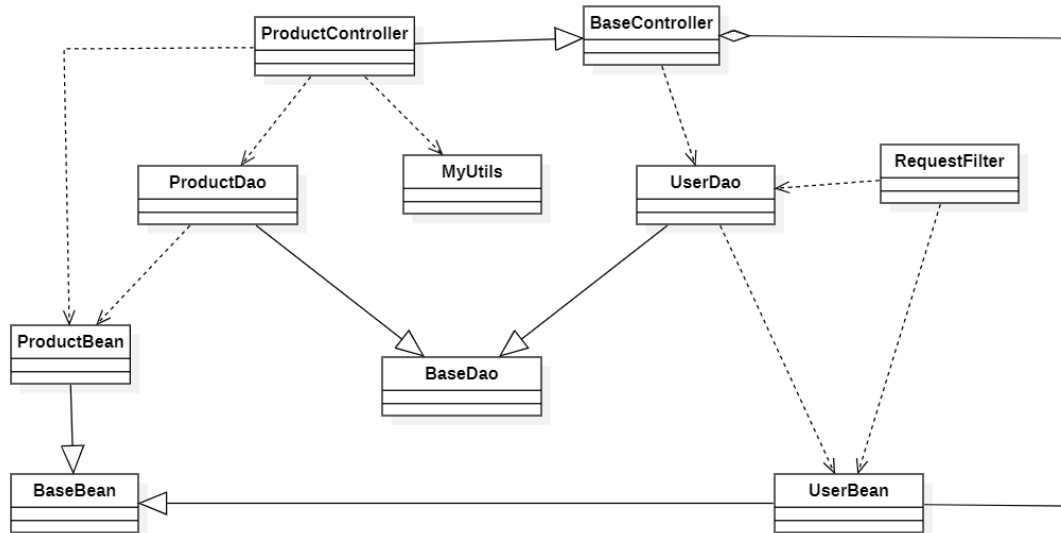 ProductController
BaseController
ProductDao
MyUtils
UserDao
RequestFilter
ProductBean
BaseDao
BaseBean
UserBean